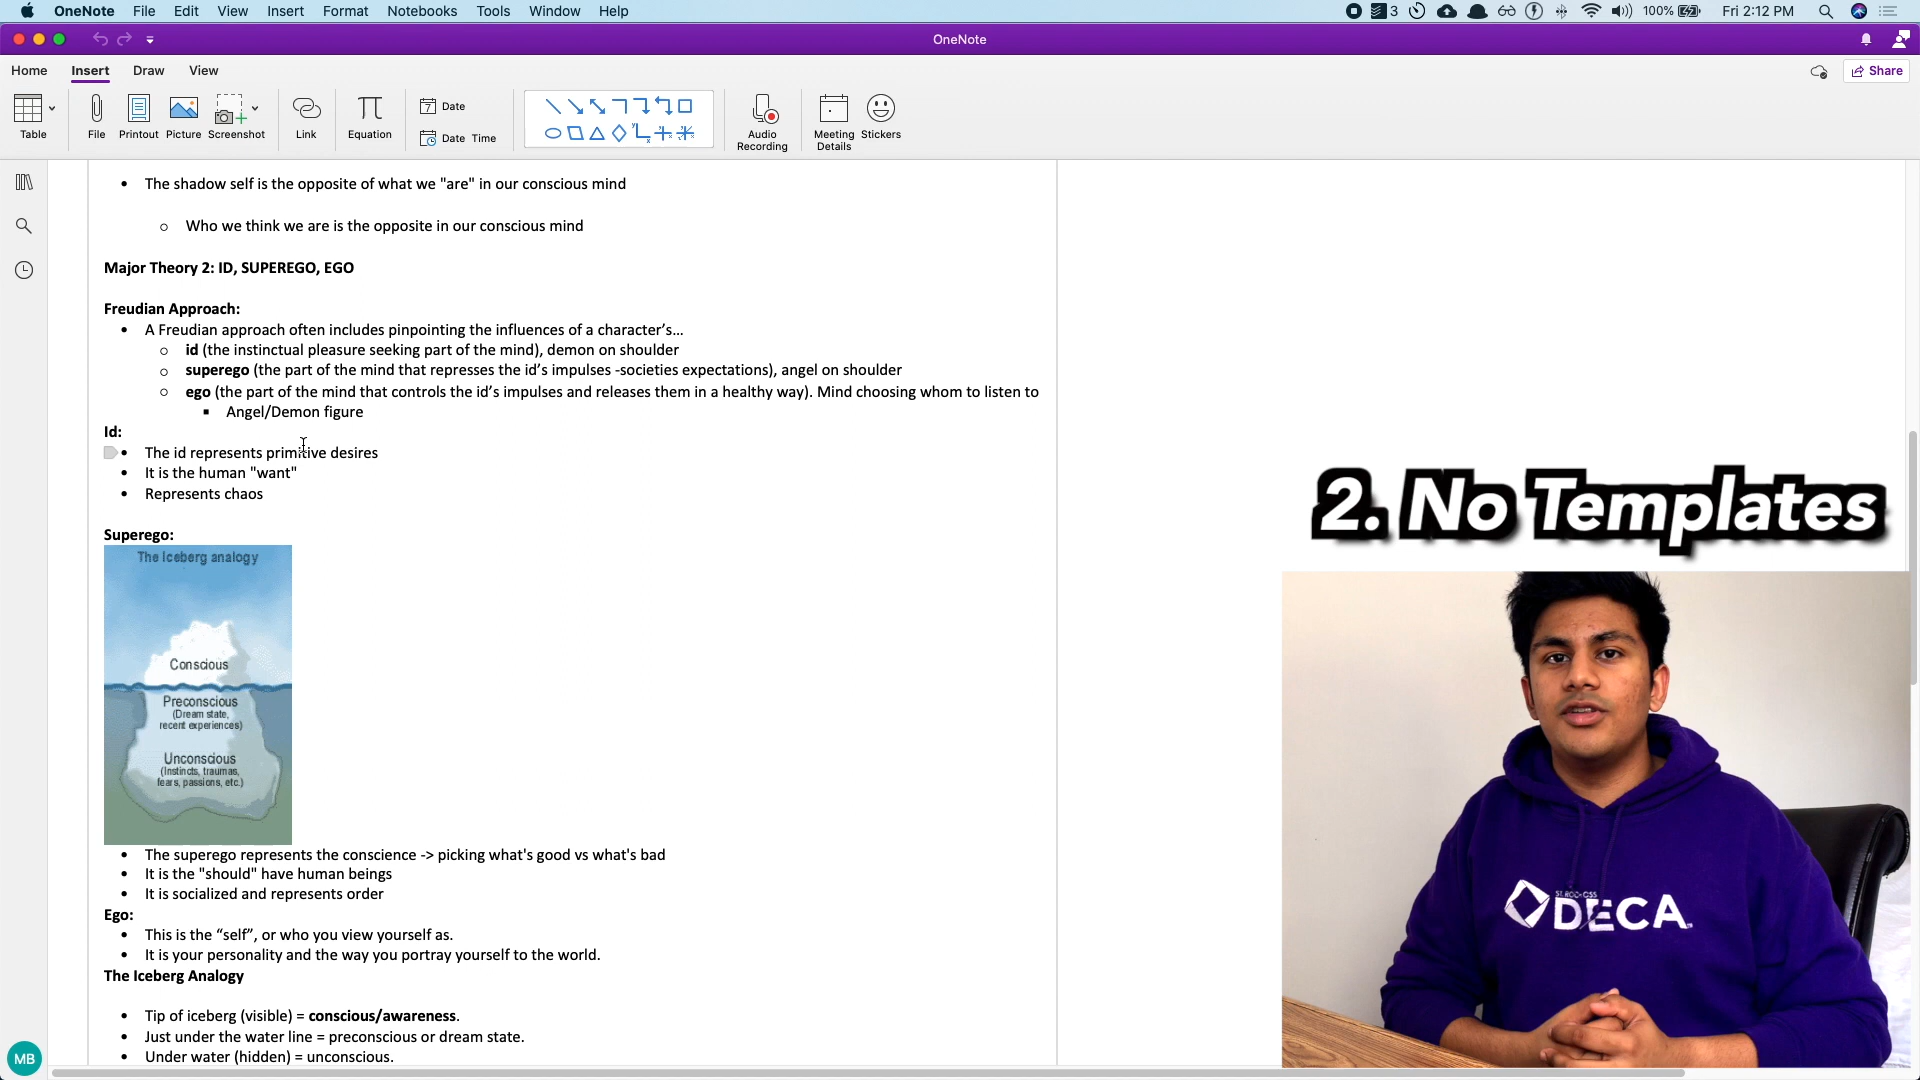 OneNote File Edit View Insert Format Notebooks Tools Window Help 3 100% Fri 2:12 PM
OneNote
Home Insert Draw View Share
Table File Printout Picture Screenshot Link Equation Date Date Time Audio Recording Meeting Details Stickers
• The shadow self is the opposite of what we "are" in our conscious mind
o Who we think we are is the opposite in our conscious mind
Major Theory 2: ID, SUPEREGO, EGO
Freudian Approach:
• A Freudian approach often includes pinpointing the influences of a character’s...
o id (the instinctual pleasure seeking part of the mind), demon on shoulder
o superego (the part of the mind that represses the id’s impulses -societies expectations), angel on shoulder
o ego (the part of the mind that controls the id’s impulses and releases them in a healthy way). Mind choosing whom to listen to
▪ Angel/Demon figure
Id:
• The id represents primitive desires
• It is the human "want"
• Represents chaos
Superego:
The Iceberg analogy
Conscious
Preconscious
(Dream state,
recent experiences)
Unconscious
(Instincts, traumas,
fears, passions, etc.)
• The superego represents the conscience -> picking what's good vs what's bad
• It is the "should" have human beings
• It is socialized and represents order
Ego:
• This is the “self”, or who you view yourself as.
• It is your personality and the way you portray yourself to the world.
The Iceberg Analogy
• Tip of iceberg (visible) = conscious/awareness.
• Just under the water line = preconscious or dream state.
• Under water (hidden) = unconscious.
MB
2. No Templates
DECA